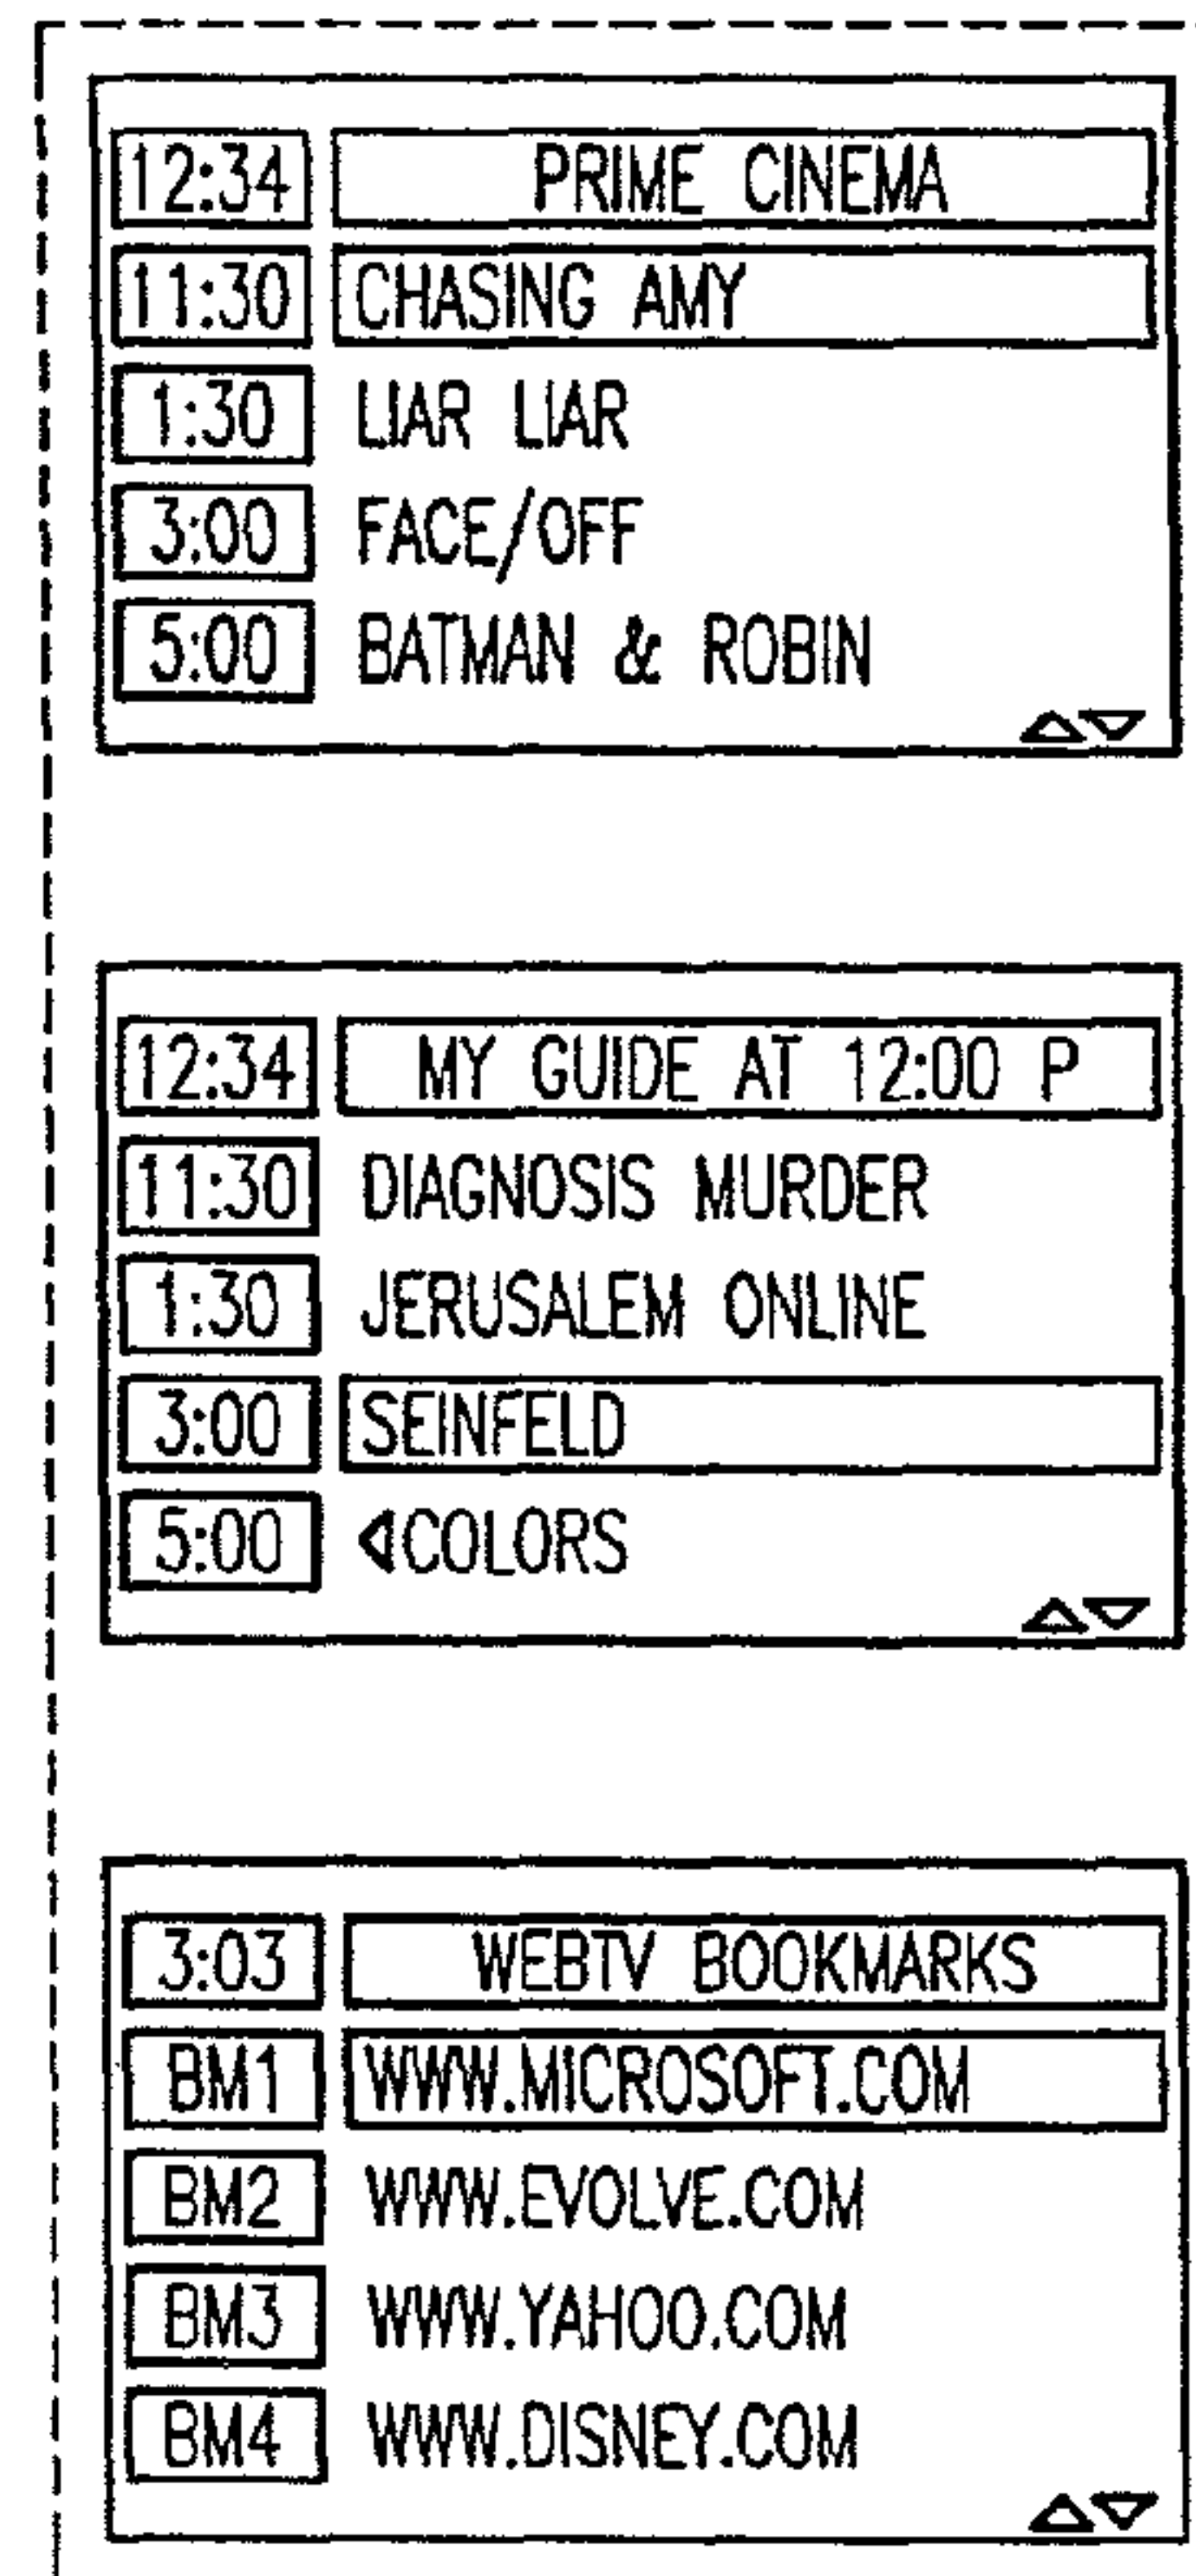 12:34 PRIME CINEMA
11:30 CHASING AMY
1:30 LIAR LIAR
3:00 FACE/OFF
5:00 BATMAN & ROBIN
12:34 MY GUIDE AT 12:00 P
11:30 DIAGNOSIS MURDER
1:30 JERUSALEM ONLINE
3:00 SEINFELD
5:00 COLORS
3:03 WEBTV BOOKMARKS
BM1 WWW.MICROSOFT.COM
BM2 WWW.EVOLVE.COM
BM3 WWW.YAHOO.COM
BM4 WWW.DISNEY.COM